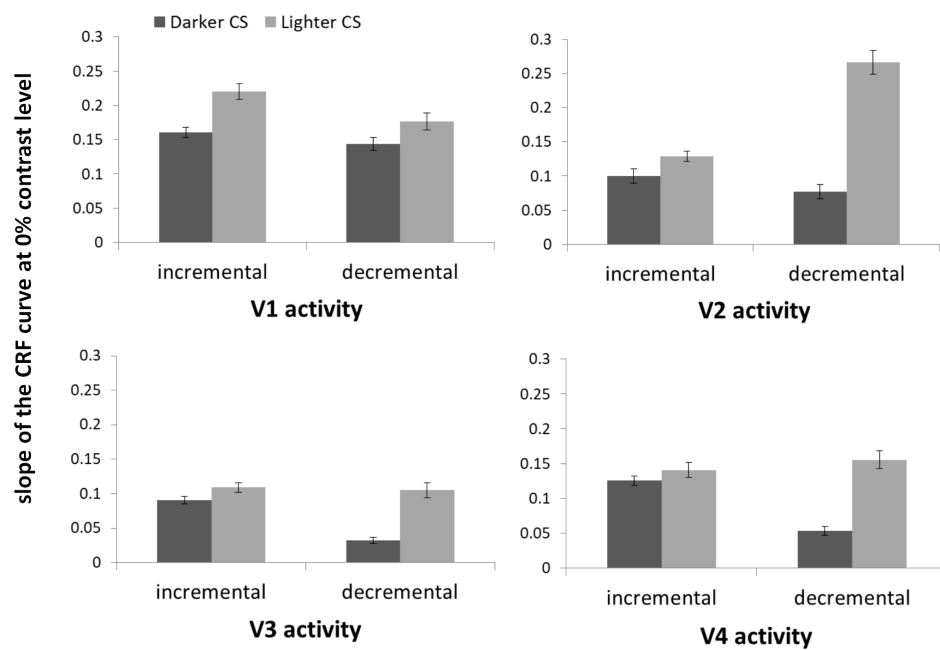 Darker CS Lighter CS
slope of the CRF curve at 0% contrast level
0.3
0.25
0.2
0.15
0.1
0.05
0
incremental decremental
V1 activity
0.3
0.25
0.2
0.15
0.1
0.05
0
incremental decremental
V2 activity
0.3
0.25
0.2
0.15
0.1
0.05
0
incremental decremental
V3 activity
0.3
0.25
0.2
0.15
0.1
0.05
0
incremental decremental
V4 activity